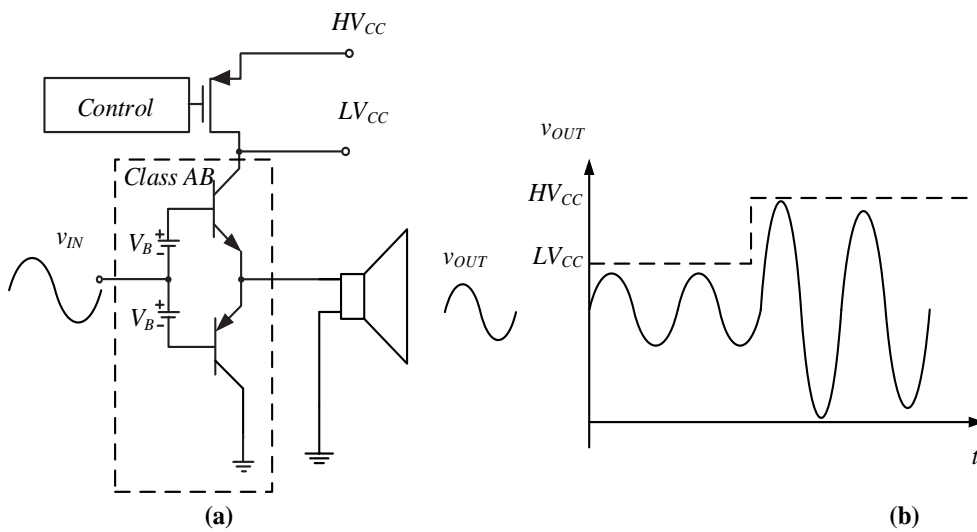 HV_CC
Control
LV_CC
Class AB
+
V_B
-
v_IN
+
V_B
-
v_OUT
(a)
v_OUT
HV_CC
LV_CC
t
(b)